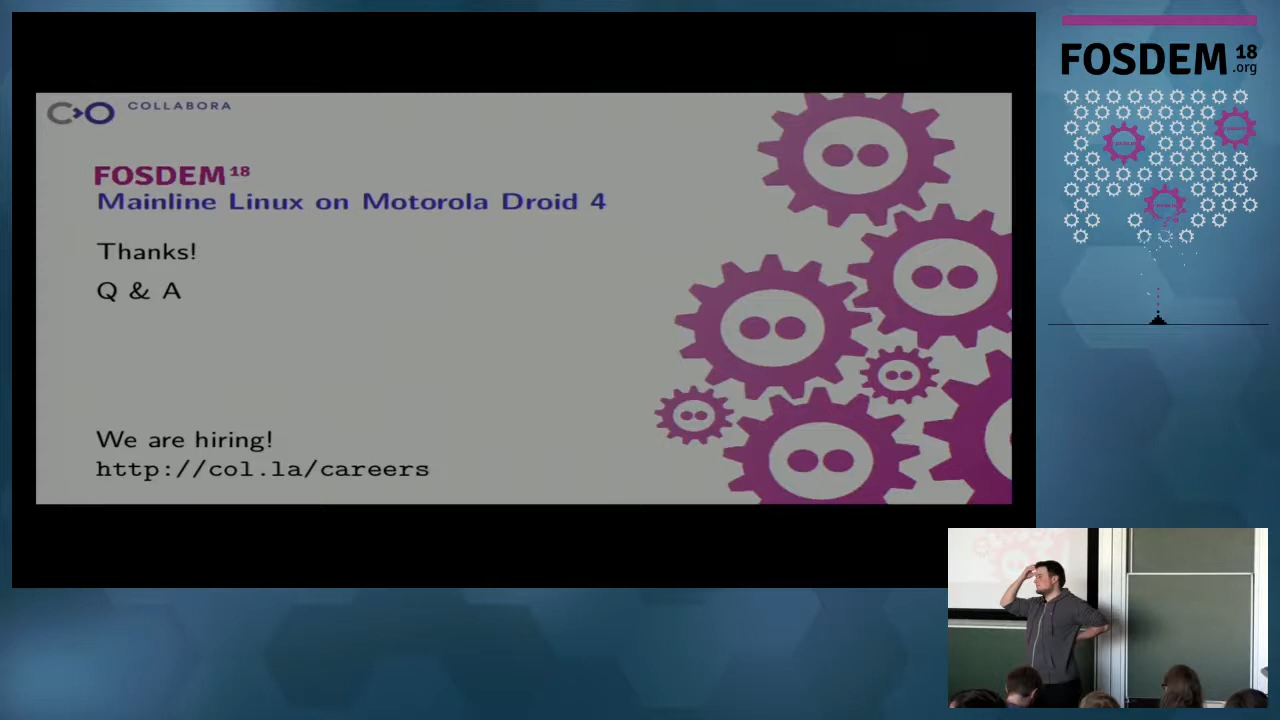 COLLABORA
FOSDEM 18
Mainline Linux on Motorola Droid 4
Thanks!
Q & A
We are hiring!
http://col.la/careers
FOSDEM 18
.org